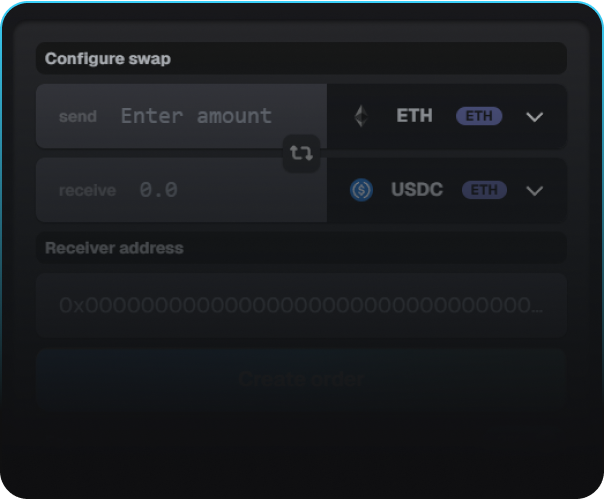 Configure swap
send Enter amount ETH ETH
receive 0.0 USDC ETH
Receiver address
0x00000000000000000000000000000000...
Create order